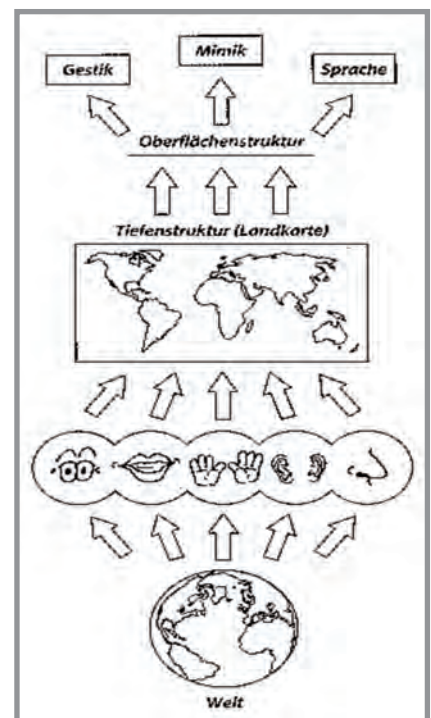 Mimik
Gestik
Sprache
Oberflächenstruktur
Tiefenstruktur (Landkarte)
Welt